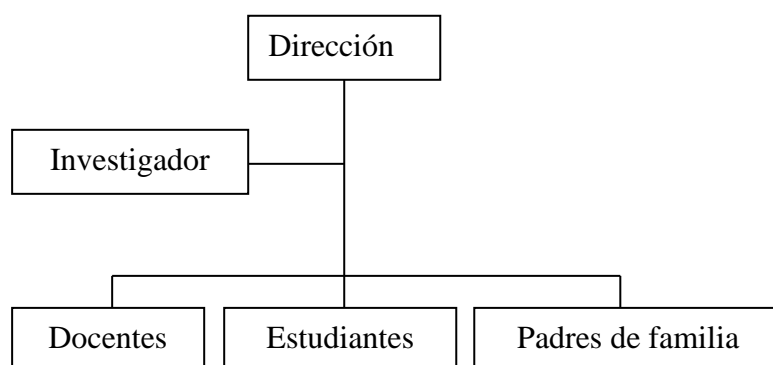 Dirección
Investigador
Docentes
Estudiantes
Padres de familia